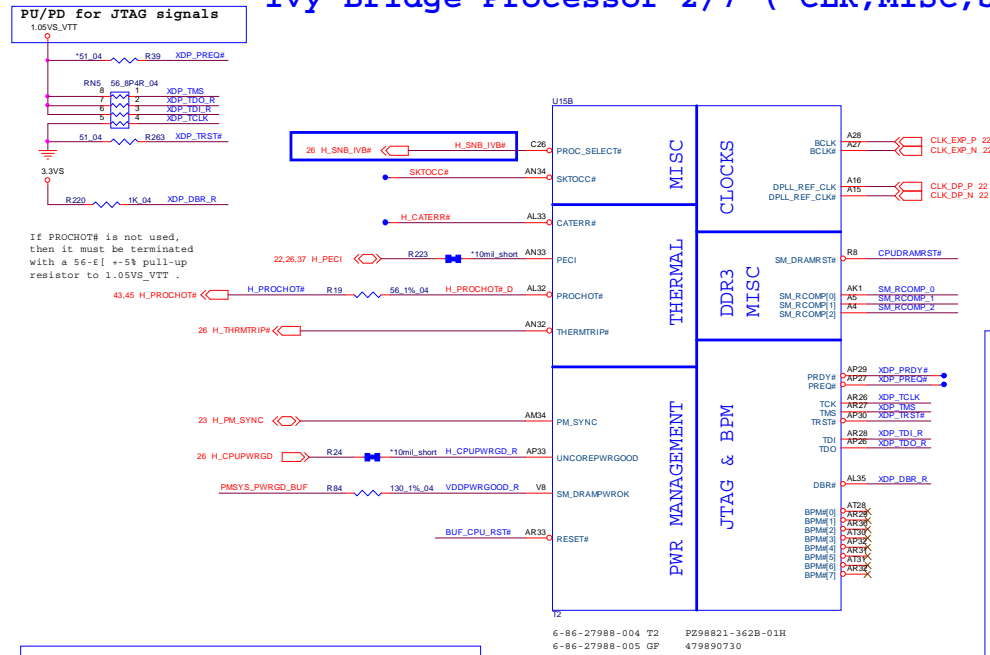 Ivy Bridge Processor 2/7 ( CLK,MISC,
PU/PD for JTAG signals
1.05VS_VTT
*51_04 R39 XDP_PREQ#
RN5 56_8P4R_04
8 1 XDP_TMS
7 2 XDP_TDO_R
6 3 XDP_TDI_R
5 4 XDP_TCLK
51_04 R263 XDP_TRST#
3.3VS
R220 1K_04 XDP_DBR_R
If PROCHOT# is not used,
then it must be terminated
with a 56-£[ +-5% pull-up
resistor to 1.05VS_VTT .
U15B
26 H_SNB_IVB# H_SNB_IVB# C26 PROC_SELECT#
SKTOCC# AN34 SKTOCC#
H_CATERR# AL33 CATERR#
22,26,37 H_PECI R223 *10mil_short AN33 PECI
43,45 H_PROCHOT# H_PROCHOT# R19 56_1%_04 H_PROCHOT#_D AL32 PROCHOT#
26 H_THRMTRIP# AN32 THERMTRIP#
23 H_PM_SYNC AM34 PM_SYNC
26 H_CPUPWRGD R24 *10mil_short H_CPUPWRGD_R AP33 UNCOREPWRGOOD
PMSYS_PWRGD_BUF R84 130_1%_04 VDDPWRGOOD_R V8 SM_DRAMPWROK
BUF_CPU_RST# AR33 RESET#
MISC
THERMAL
PWR MANAGEMENT
CLOCKS
DDR3
MISC
JTAG & BPM
BCLK A28 CLK_EXP_P 22
BCLK# A27 CLK_EXP_N 22
DPLL_REF_CLK A16 CLK_DP_P 22
DPLL_REF_CLK# A15 CLK_DP_N 22
SM_DRAMRST# R8 CPUDRAMRST#
SM_RCOMP[0] AK1 SM_RCOMP_0
SM_RCOMP[1] A5 SM_RCOMP_1
SM_RCOMP[2] A4 SM_RCOMP_2
PRDY# AP29 XDP_PRDY#
PREQ# AP27 XDP_PREQ#
TCK AR26 XDP_TCLK
TMS AR27 XDP_TMS
TRST# AP30 XDP_TRST#
TDI AR28 XDP_TDI_R
TDO AP26 XDP_TDO_R
DBR# AL35 XDP_DBR_R
BPM#[0] AT28
BPM#[1] AR29
BPM#[2] AR30
BPM#[3] AT30
BPM#[4] AP32
BPM#[5] AR31
BPM#[6] AT31
BPM#[7] AR32
T2
6-86-27988-004 T2 PZ98821-362B-01H
6-86-27988-005 GF 479890730